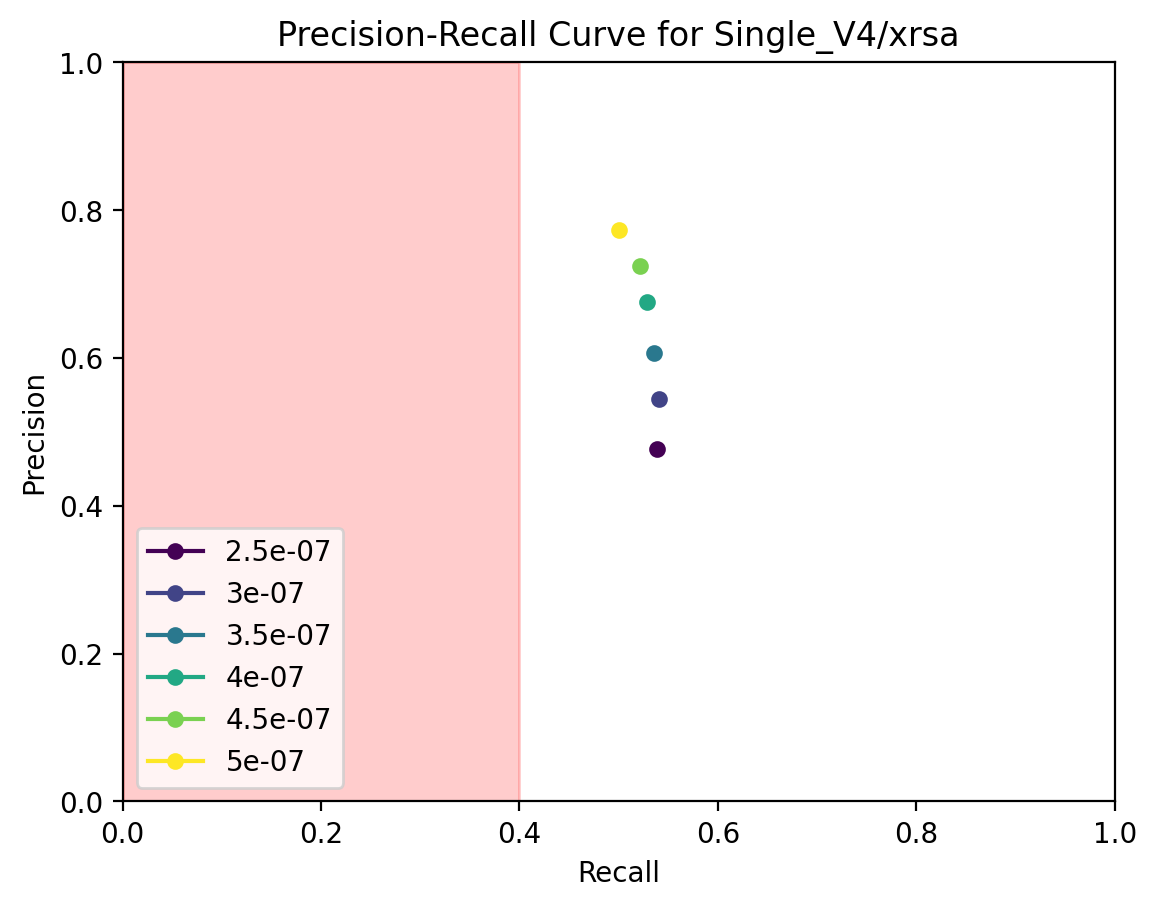 Precision-Recall Curve for Single_V4/xrsa
1.0
0.8
0.6
0.4
0.2
0.0
Precision
2.5e-07
3e-07
3.5e-07
4e-07
4.5e-07
5e-07
0.0 0.2 0.4 0.6 0.8 1.0
Recall